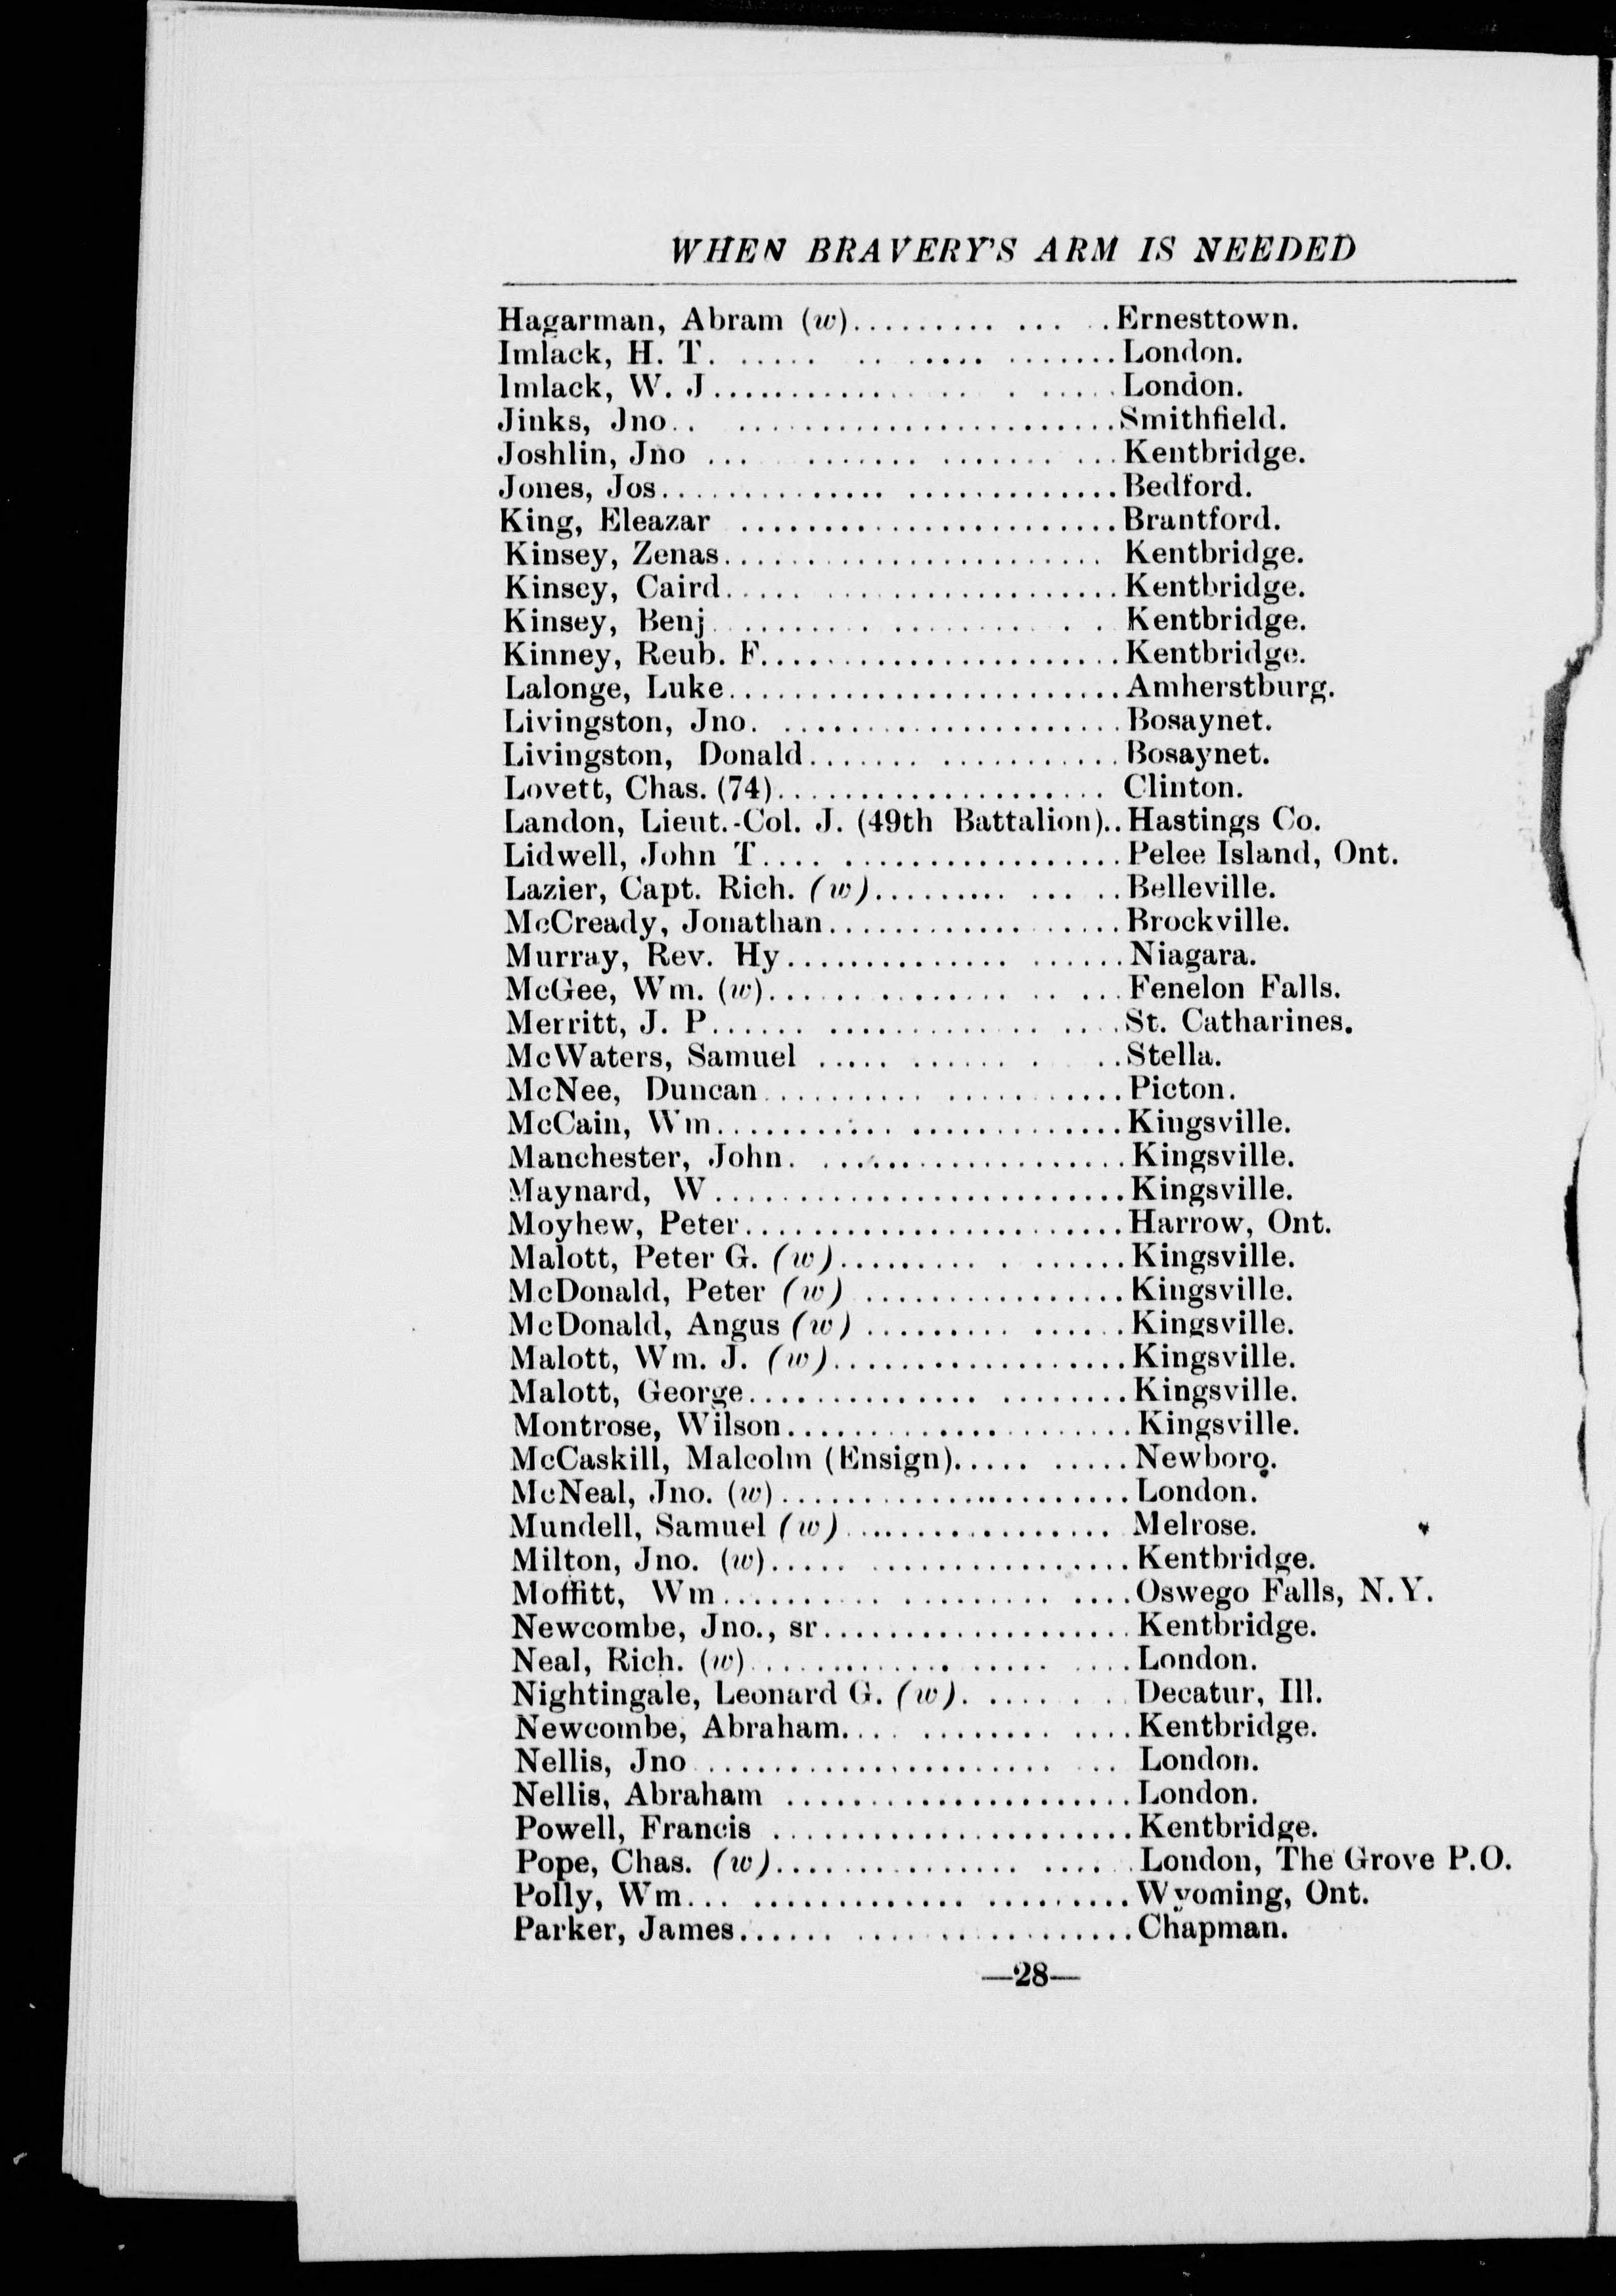 WHEN BRAVERY'S ARM IS NEEDED
Hagarman, Abram (w)..............Ernesttown.
Imlack, H. T......................London.
Imlack, W. J......................London.
Jinks, Jno........................Smithfield.
Joshlin, Jno .....................Kentbridge.
Jones, Jos........................Bedford.
King, Eleazar ....................Brantford.
Kinsey, Zenas..................... Kentbridge.
Kinsey, Caird.....................Kentbridge.
Kinsey, Benj......................Kentbridge.
Kinney, Reub. F...................Kentbridge.
Lalonge, Luke.....................Amherstburg.
Livingston, Jno...................Bosaynet.
Livingston, Donald................Bosaynet.
Lovett, Chas. (74)................ Clinton.
Landon, Lieut.-Col. J. (49th Battalion)..Hastings Co.
Lidwell, John T...................Pelee Island, Ont.
Lazier, Capt. Rich. (w)...........Belleville.
McCready, Jonathan................Brockville.
Murray, Rev. Hy...................Niagara.
McGee, Wm. (w)....................Fenelon Falls.
Merritt, J. P.....................St. Catharines.
McWaters, Samuel .................Stella.
McNee, Duncan.....................Picton.
McCain, Wm........................Kingsville.
Manchester, John..................Kingsville.
Maynard, W........................Kingsville.
Moyhew, Peter.....................Harrow, Ont.
Malott, Peter G. (w)..............Kingsville.
McDonald, Peter (w) ..............Kingsville.
McDonald, Angus (w) ..............Kingsville.
Malott, Wm. J. (w)................Kingsville.
Malott, George....................Kingsville.
Montrose, Wilson..................Kingsville.
McCaskill, Malcolm (Ensign).......Newboro.
McNeal, Jno. (w)..................London.
Mundell, Samuel (w)............... Melrose.
Milton, Jno. (w)..................Kentbridge.
Moffitt, Wm.......................Oswego Falls, N.Y.
Newcombe, Jno., sr................Kentbridge.
Neal, Rich. (w)...................London.
Nightingale, Leonard G. (w).......Decatur, Ill.
Newcombe, Abraham.................Kentbridge.
Nellis, Jno....................... London.
Nellis, Abraham ..................London.
Powell, Francis ..................Kentbridge.
Pope, Chas. (w)...................London, The Grove P.O.
Polly, Wm.........................Wyoming, Ont.
Parker, James.....................Chapman.
—28—